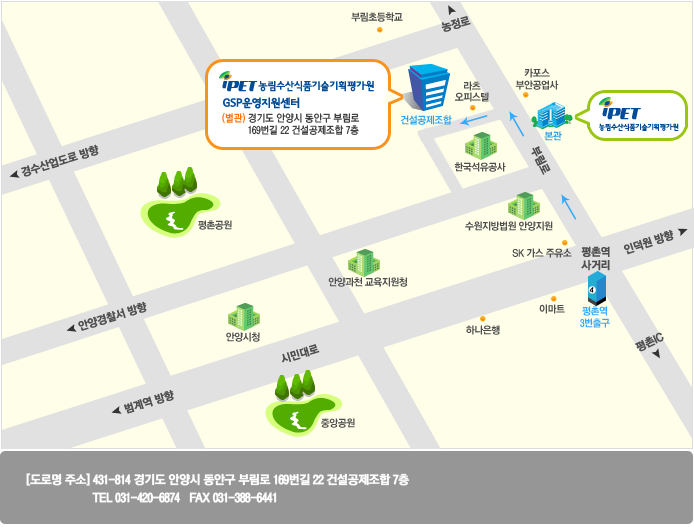 부림초등학교
농정로
iPET 농림수산식품기술기획평가원
GSP운영지원센터
(별관) 경기도 안양시 동안구 부림로
169번길 22 건설공제조합 7층
건설공제조합
라츠
오피스텔
카포스
부안공업사
본관
iPET
농림수산식품기술기획평가원
경수산업도로 방향
한국석유공사
부림로
평촌공원
수원지방법원 안양지원
SK 가스 주유소
평촌역
사거리
인덕원 방향
안양과천 교육지원청
4
평촌역
3번출구
이마트
안양경찰서 방향
안양시청
하나은행
시민대로
평촌IC
범계역 방향
중앙공원
[도로명 주소] 431-814 경기도 안양시 동안구 부림로 169번길 22 건설공제조합 7층
TEL 031-420-6874 FAX 031-388-6441